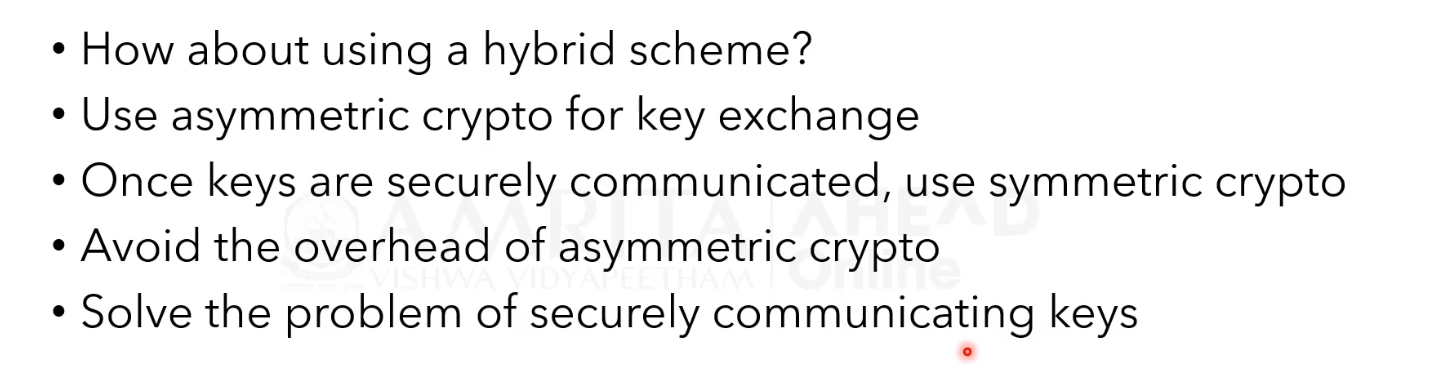 • How about using a hybrid scheme?
• Use asymmetric crypto for key exchange
• Once keys are securely communicated, use symmetric crypto
• Avoid the overhead of asymmetric crypto
• Solve the problem of securely communicating keys
AMRITA
VISHWA VIDYAPEETHAM
AHEAD
Online